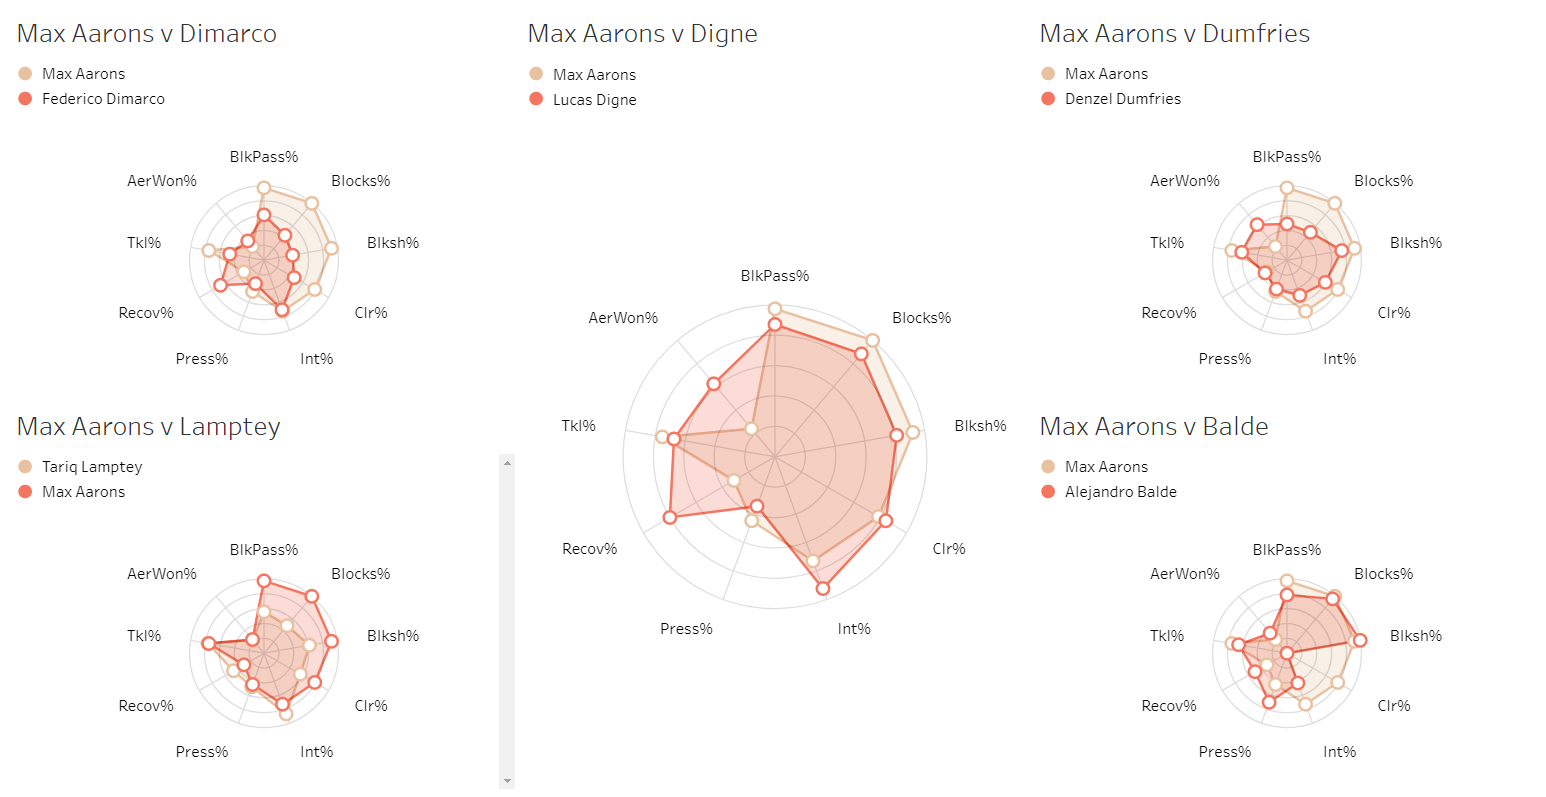 Max Aarons v Dimarco
Max Aarons
Federico Dimarco
BlkPass%
AerWon%
Blocks%
Tkl%
Blksh%
Recov%
Clr%
Press%
Int%
Max Aarons v Lamptey
Tariq Lamptey
Max Aarons
BlkPass%
AerWon%
Blocks%
Tkl%
Blksh%
Recov%
Clr%
Press%
Int%
Max Aarons v Digne
Max Aarons
Lucas Digne
BlkPass%
AerWon%
Blocks%
Tkl%
Blksh%
Recov%
Clr%
Press%
Int%
Max Aarons v Dumfries
Max Aarons
Denzel Dumfries
BlkPass%
AerWon%
Blocks%
Tkl%
Blksh%
Recov%
Clr%
Press%
Int%
Max Aarons v Balde
Max Aarons
Alejandro Balde
BlkPass%
AerWon%
Blocks%
Tkl%
Blksh%
Recov%
Clr%
Press%
Int%